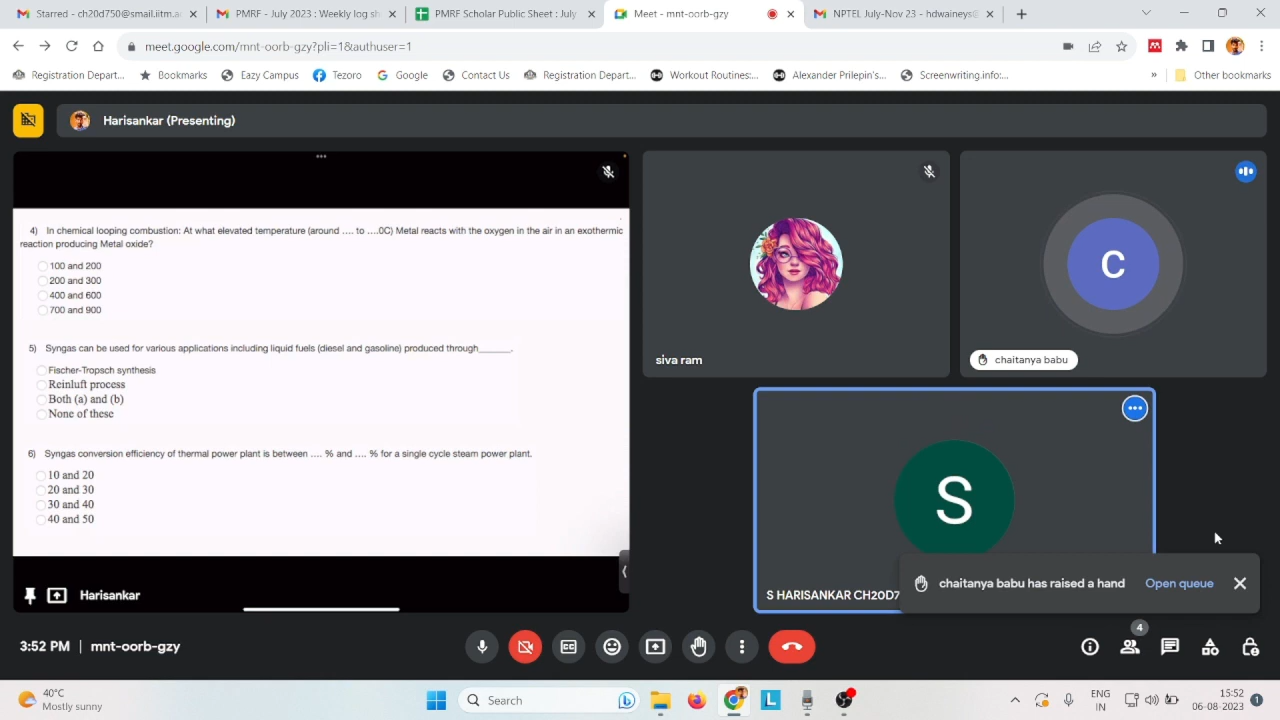 Starred - ch20d750@smail.iitm.a
PMRF - July 2023 : Weekly log sh
PMRF Scholar Public Sheet : July
Meet - mnt-oorb-gzy
NPTEL July-Nov 23 - hdwaineys@
meet.google.com/mnt-oorb-gzy?pli=1&authuser=1
Registration Depart...
Bookmarks
Eazy Campus
Tezoro
Google
Contact Us
Registration Depart...
Workout Routines:...
Alexander Prilepin's...
Screenwriting.info:...
»
Other bookmarks
Harisankar (Presenting)
4) In chemical looping combustion: At what elevated temperature (around .... to ....0C) Metal reacts with the oxygen in the air in an exothermic
reaction producing Metal oxide?
100 and 200
200 and 300
400 and 600
700 and 900
5) Syngas can be used for various applications including liquid fuels (diesel and gasoline) produced through______.
Fischer-Tropsch synthesis
Reinluft process
Both (a) and (b)
None of these
6) Syngas conversion efficiency of thermal power plant is between .... % and .... % for a single cycle steam power plant.
10 and 20
20 and 30
30 and 40
40 and 50
Harisankar
siva ram
C
chaitanya babu
S
S HARISANKAR CH20D7
chaitanya babu has raised a hand
Open queue
3:52 PM | mnt-oorb-gzy
4
40°C
Mostly sunny
Search
L
ENG
IN
15:52
06-08-2023
1